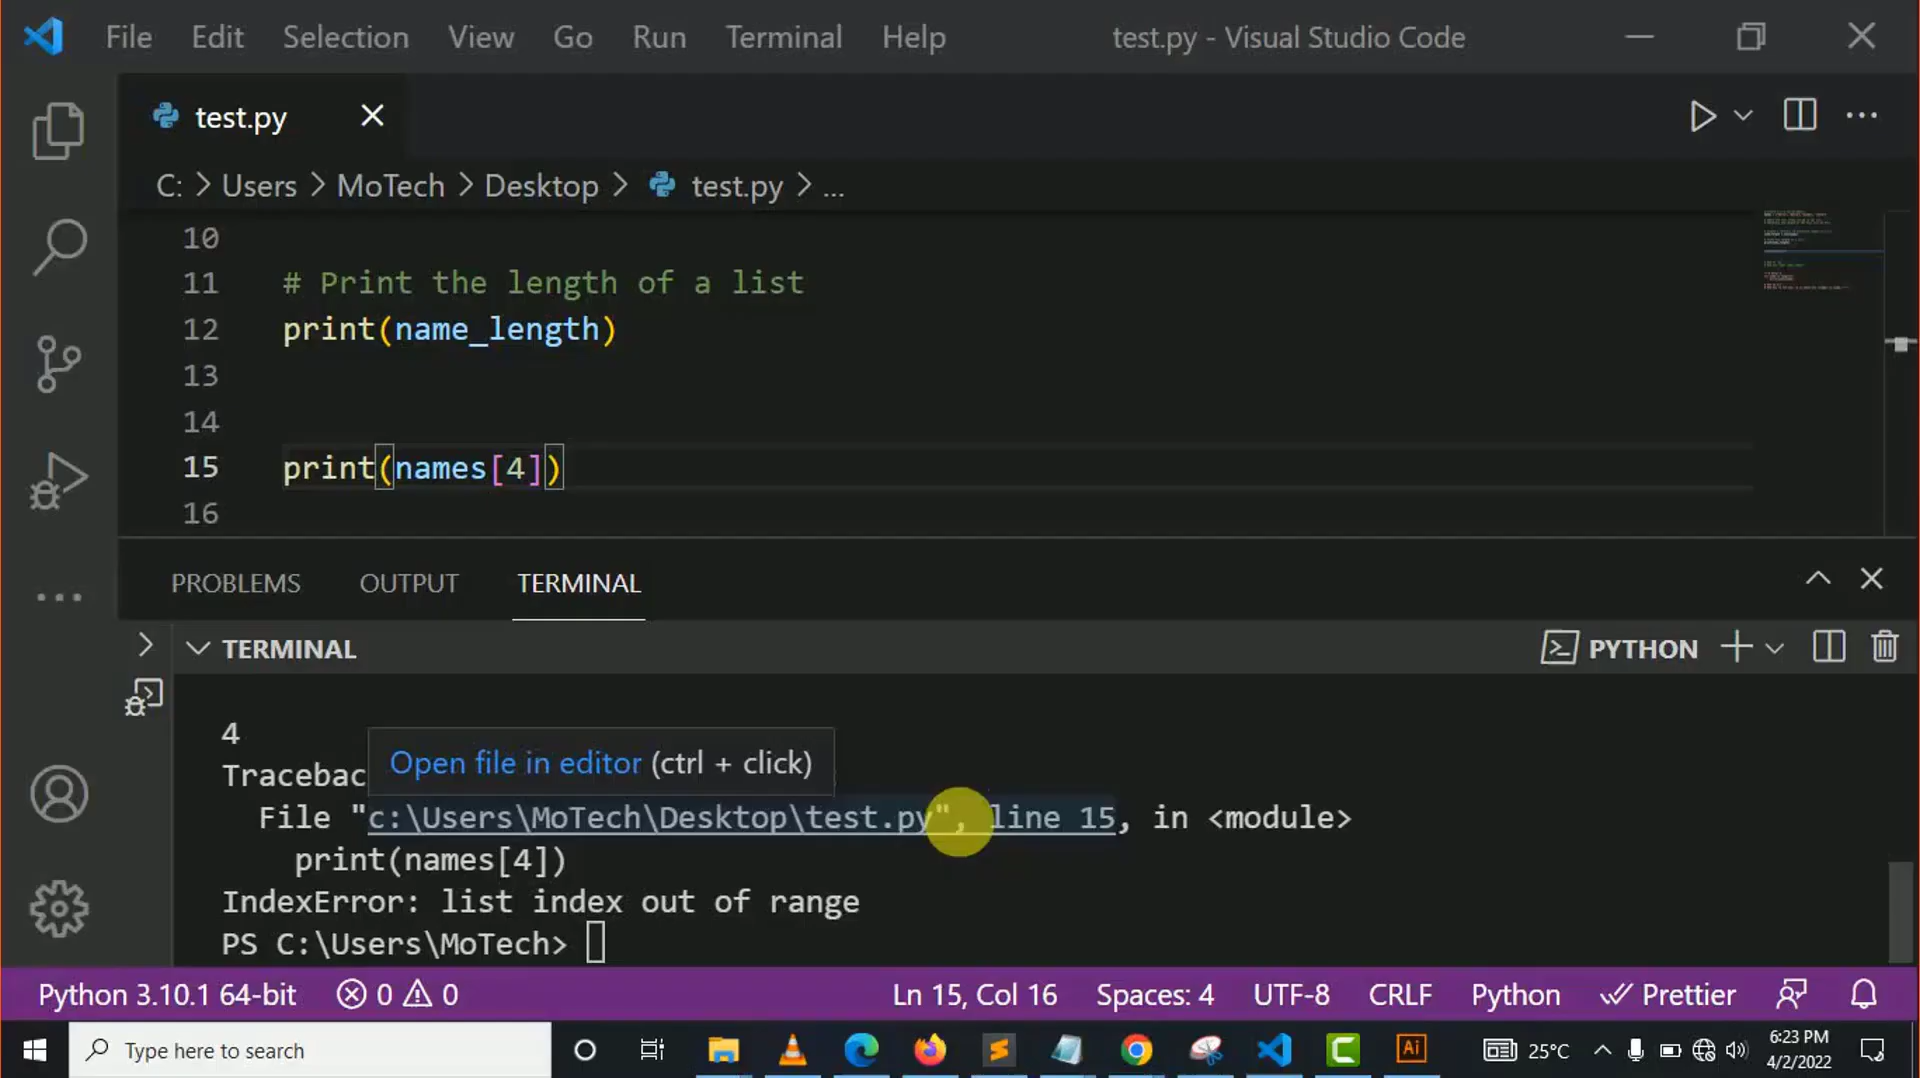 File Edit Selection View Go Run Terminal Help test.py - Visual Studio Code
test.py
C: > Users > MoTech > Desktop > test.py > ...
10
11 # Print the length of a list
12 print(name_length)
13
14
15 print(names[4])
16
PROBLEMS OUTPUT TERMINAL
TERMINAL PYTHON
4
Open file in editor (ctrl + click)
Tracebac
File "c:\Users\MoTech\Desktop\test.py", line 15, in <module>
print(names[4])
IndexError: list index out of range
PS C:\Users\MoTech>
Python 3.10.1 64-bit 0 0 Ln 15, Col 16 Spaces: 4 UTF-8 CRLF Python Prettier
Type here to search Ai 25°C 6:23 PM
4/2/2022